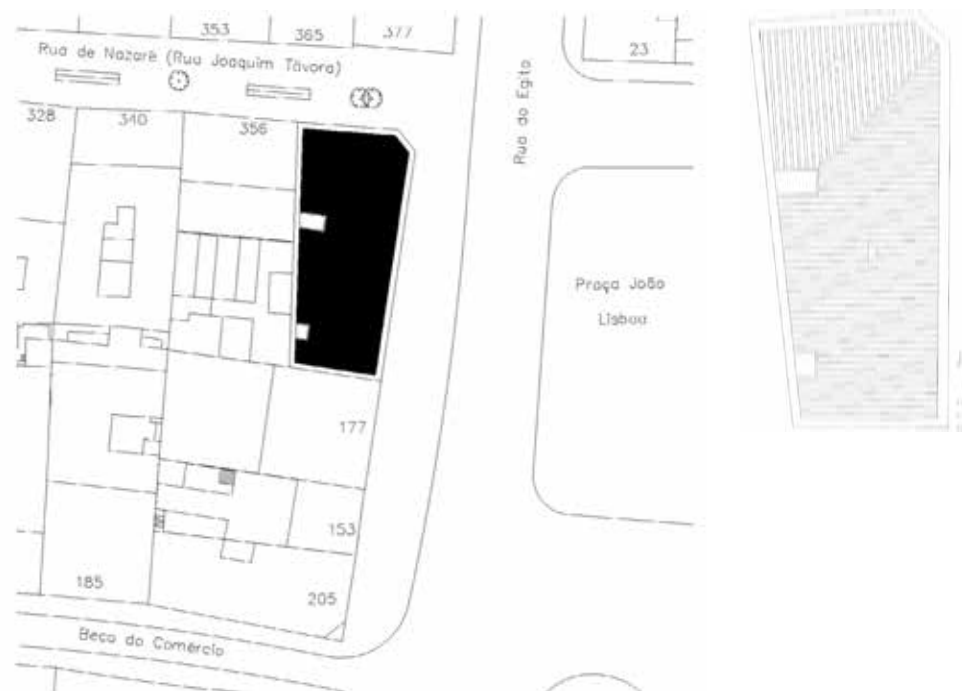 353
365
377
23
Rua de Nazaré (Rua Joaquim Távora)
Rua do Egito
328
340
356
Praça João
Lisboa
177
153
185
205
Beco do Comércio